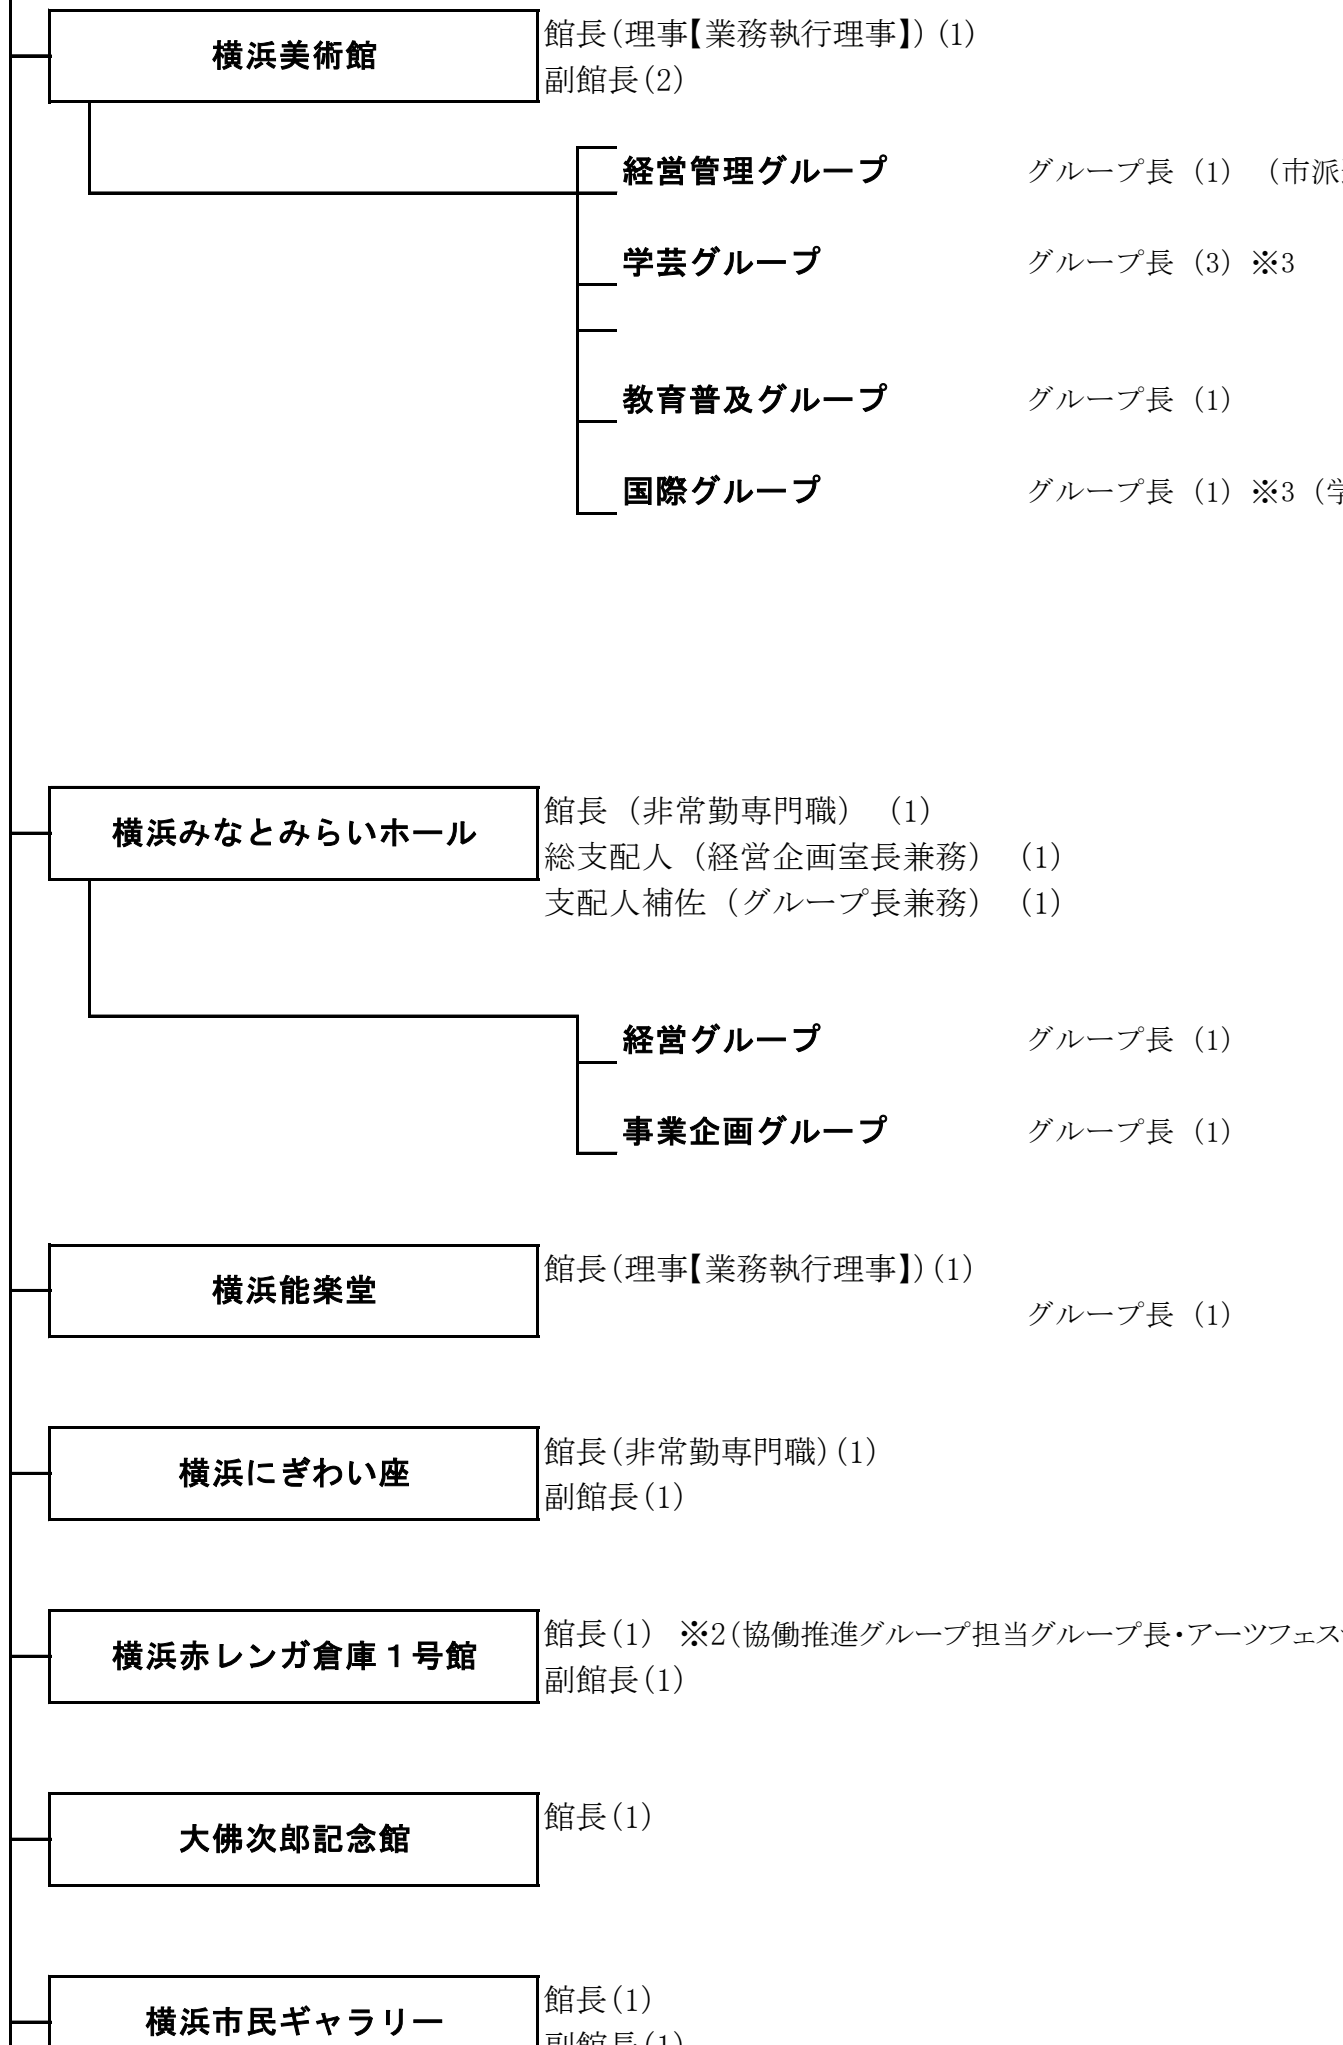 横浜美術館
館長(理事【業務執行理事】)(1)
副館長(2)
経営管理グループ グループ長 (1) (市派
学芸グループ グループ長 (3) ※3
教育普及グループ グループ長 (1)
国際グループ グループ長 (1) ※3 (学
横浜みなとみらいホール
館長 (非常勤専門職) (1)
総支配人 (経営企画室長兼務) (1)
支配人補佐 (グループ長兼務) (1)
経営グループ グループ長 (1)
事業企画グループ グループ長 (1)
横浜能楽堂
館長(理事【業務執行理事】)(1)
グループ長 (1)
横浜にぎわい座
館長(非常勤専門職)(1)
副館長(1)
横浜赤レンガ倉庫1号館
館長(1) ※2(協働推進グループ担当グループ長・アーツフェス
副館長(1)
大佛次郎記念館
館長(1)
横浜市民ギャラリー
館長(1)
副館長(1)